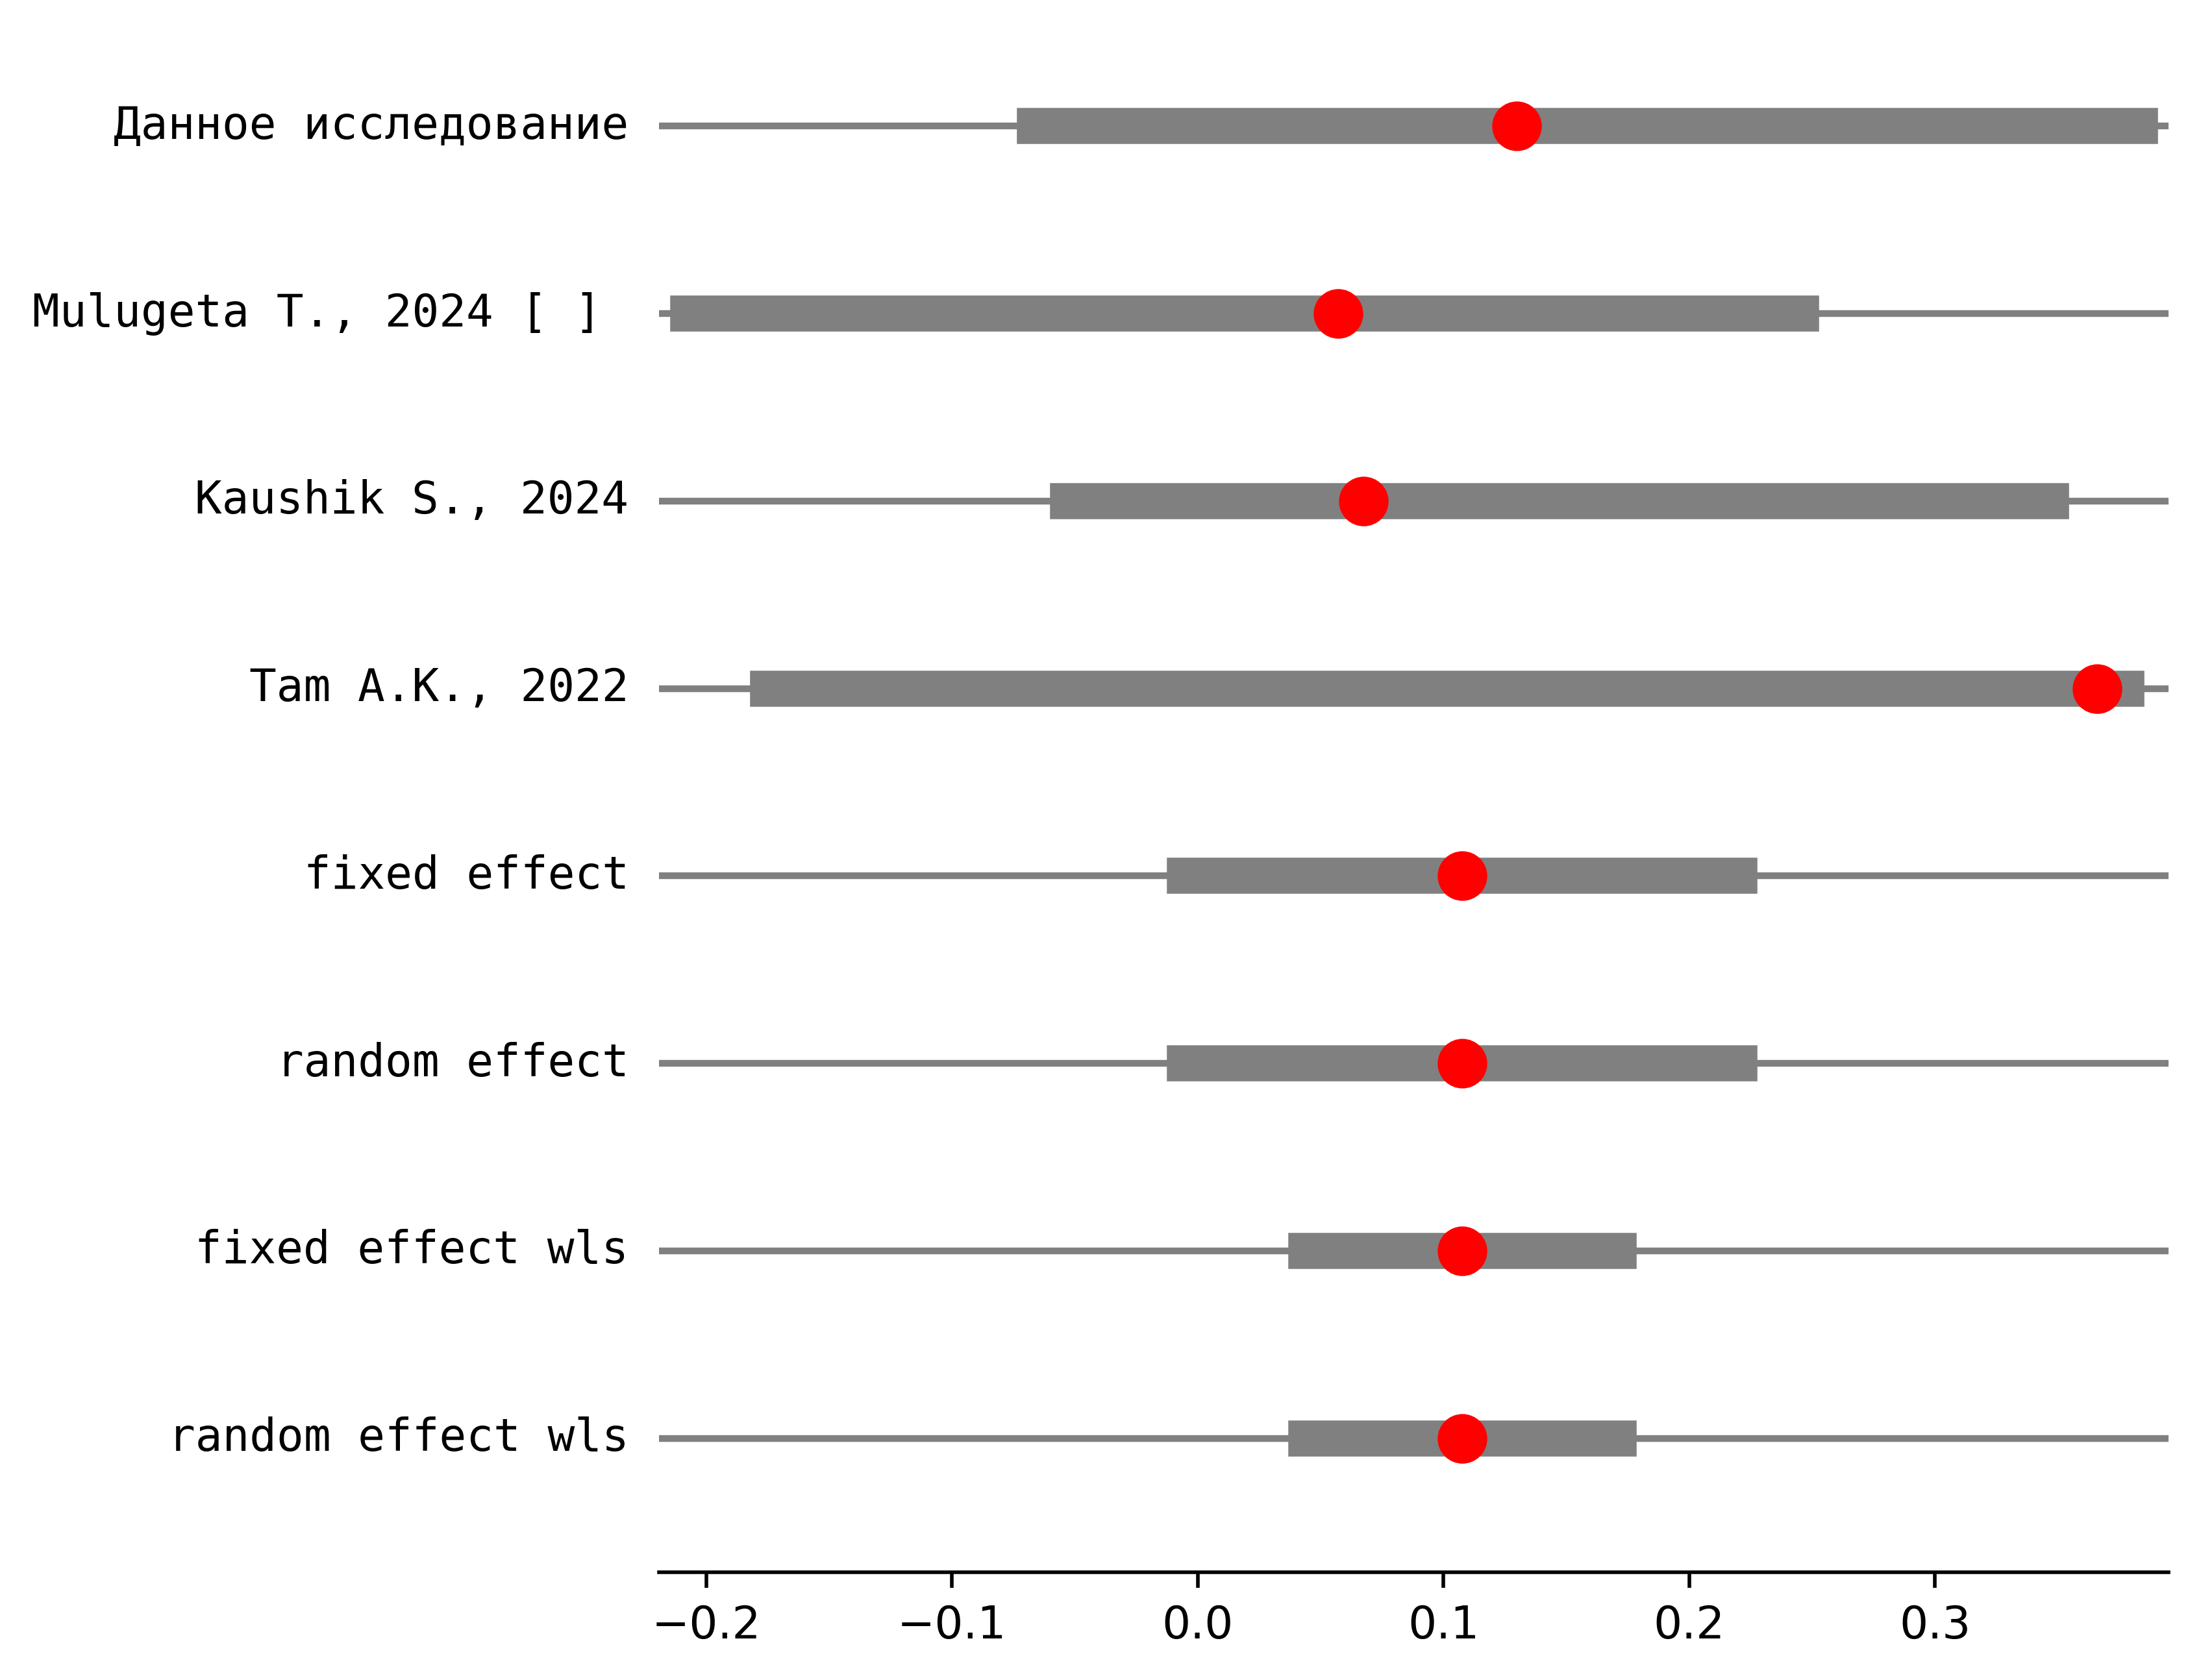 Данное исследование
Mulugeta T., 2024 [ ]
Kaushik S., 2024
Tam A.K., 2022
fixed effect
random effect
fixed effect wls
random effect wls
−0.2 −0.1 0.0 0.1 0.2 0.3